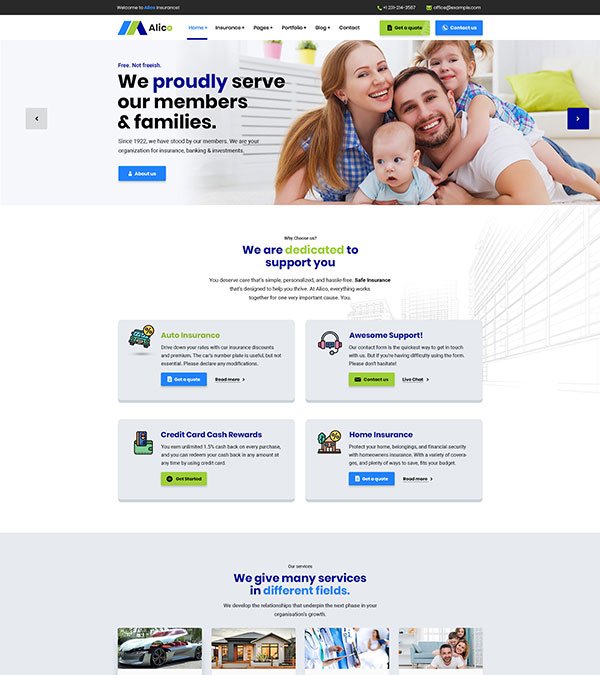 Welcome to Alico Insurance!
+1 231-214-3567
office@example.com
Alico
Home +
Insurance +
Pages +
Portfolio +
Blog +
Contact
Get a quote
Contact us
Free. Not freeish.
We proudly serve
our members
& families.
Since 1922, we have stood by our members. We are your
organization for insurance, banking & investments.
About us
Why Choose us?
We are dedicated to
support you
You deserve care that's simple, personalized, and hassle-free. Safe Insurance
that's designed to help you thrive. At Alico, everything works
together for one very important cause. You.
Auto Insurance
Drive down your rates with car insurance discounts
and premium. The car's number plate is useful, but not
essential. Please declare any modifications.
Get a quote
Read more
Awesome Support!
Our contact form is the quickest way to get in touch
with us. But if you're having difficulty using the form.
Please don't hasitate!
Contact us
Live Chat
Credit Card Cash Rewards
You earn unlimited 1.5% cash back on every purchase,
and you can redeem your cash back in any amount at
any time by using credit card.
Get Started
Home Insurance
Protect your home, belongings, and financial security
with homeowners insurance. With a variety of covera-
ges, and plenty of ways to save, fits your budget.
Get a quote
Read more
Our services
We give many services
in different fields.
We develop the relationships that underpin the next phase in your
organisation's growth.